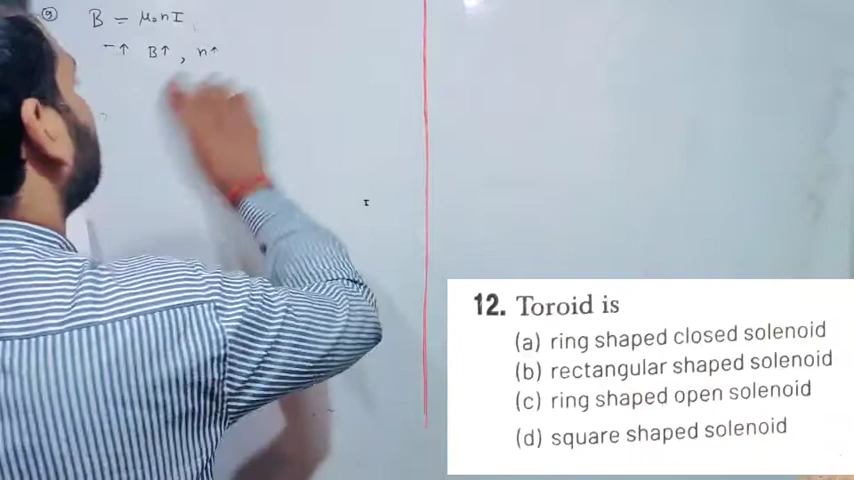 (9) B = μ₀nI
– ↑ B↑ , n↑
I
12. Toroid is
(a) ring shaped closed solenoid
(b) rectangular shaped solenoid
(c) ring shaped open solenoid
(d) square shaped solenoid